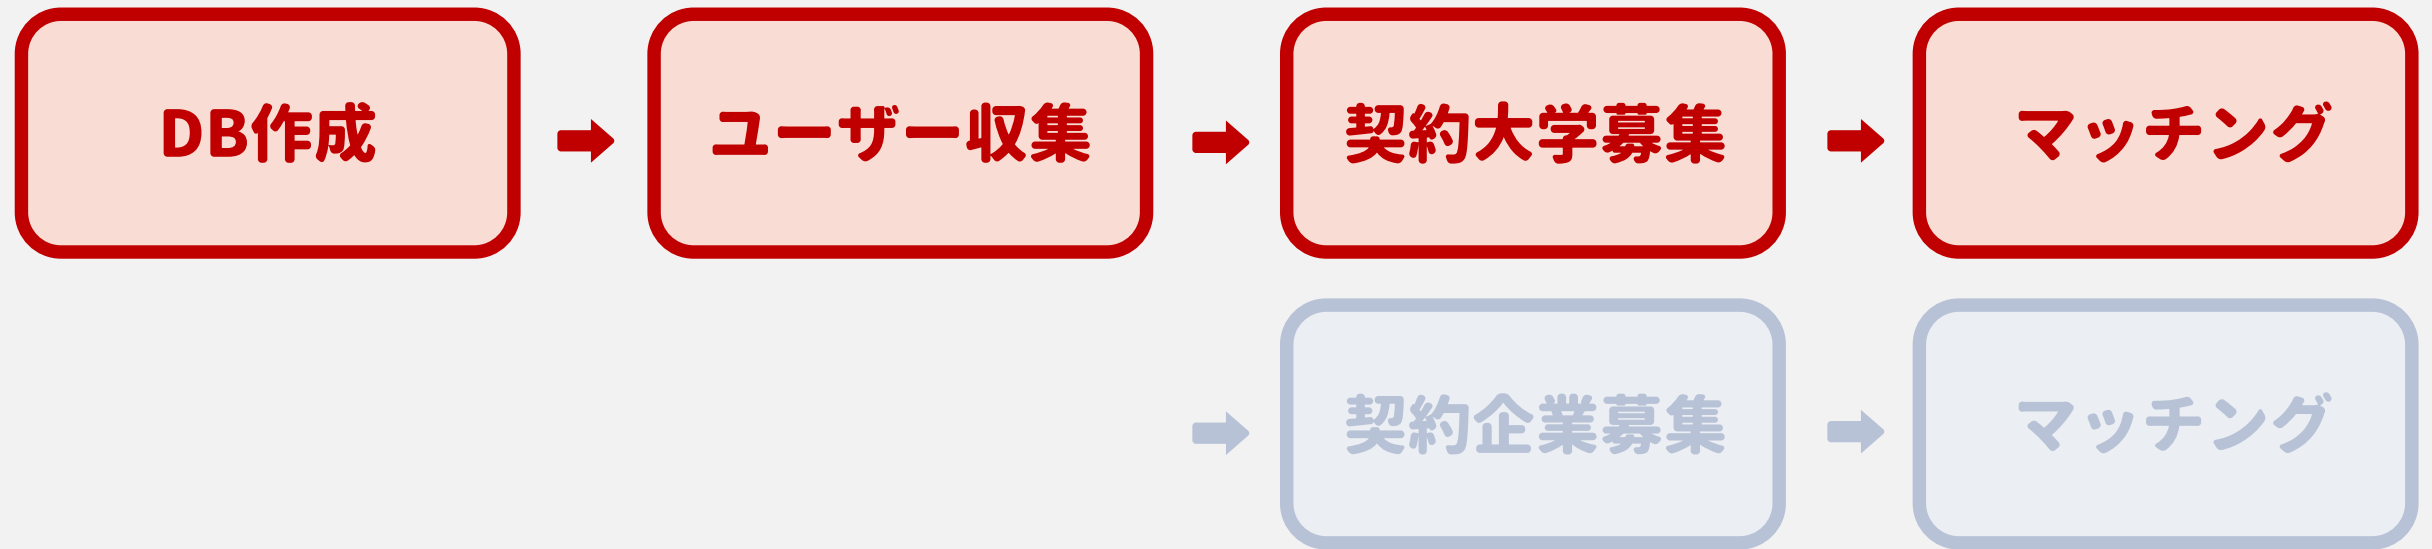 DB作成
ユーザー収集
契約大学募集
マッチング
契約企業募集
マッチング